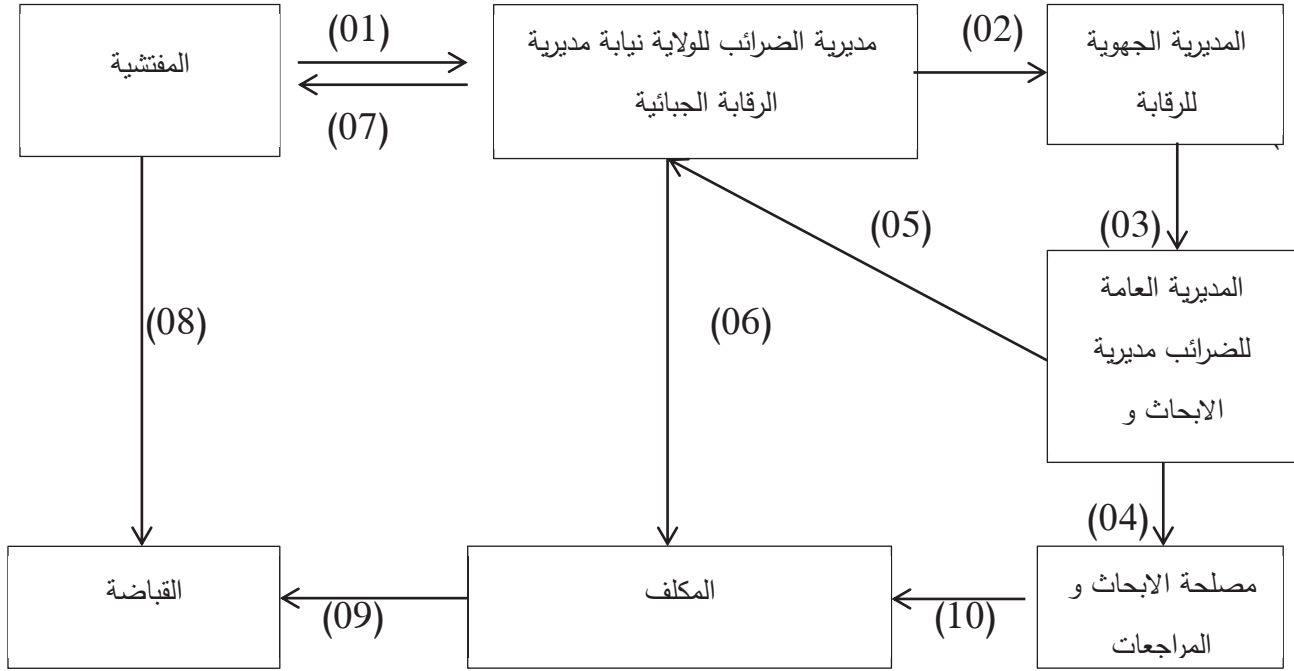 المفتشية
(01)
(07)
مديرية الضرائب للولاية نيابة مديرية
الرقابة الجبائية
(02)
المديرية الجهوية
للرقابة
(03)
(05)
المديرية العامة
للضرائب مديرية
الابحاث و
(08)
(06)
(04)
القباضة
(09)
المكلف
(10)
مصلحة الابحاث و
المراجعات